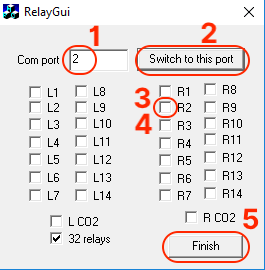 RelayGui
1 2
Com port 2 Switch to this port
L1 L8 R1 R8
3 L2 L9 R2 R9
4 L3 L10 R3 R10
L4 L11 R4 R11
L5 L12 R5 R12
L6 L13 R6 R13
L7 L14 R7 R14
L CO2 R CO2 5
32 relays Finish